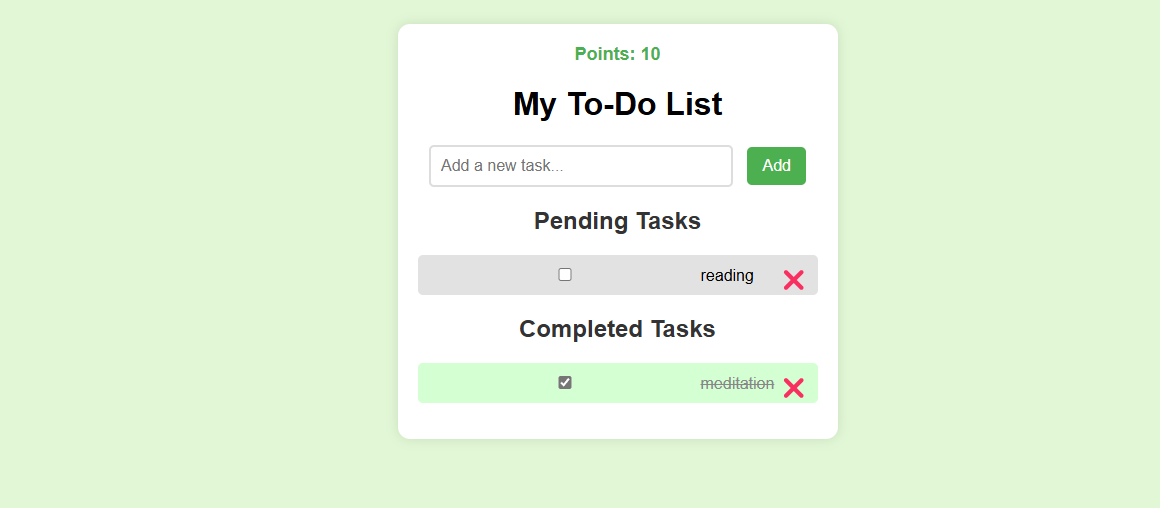 Points: 10
My To-Do List
Add a new task...
Add
Pending Tasks
reading
Completed Tasks
meditation